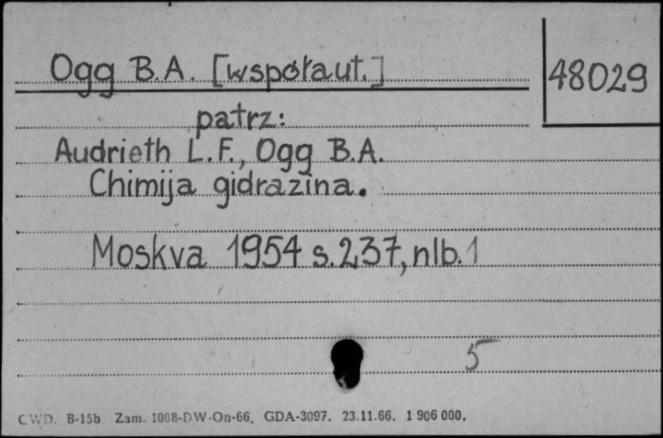 Ogg B.A. [współaut.]
48029
patrz:
Audrieth L.F., Ogg B.A.
Chimija gidrazina.
Moskva 1954 s.237, nlb.1
5
CWD. B-15b Zam. 1008-DW-On-66. GDA-3097. 23.11.66. 1 906 000.